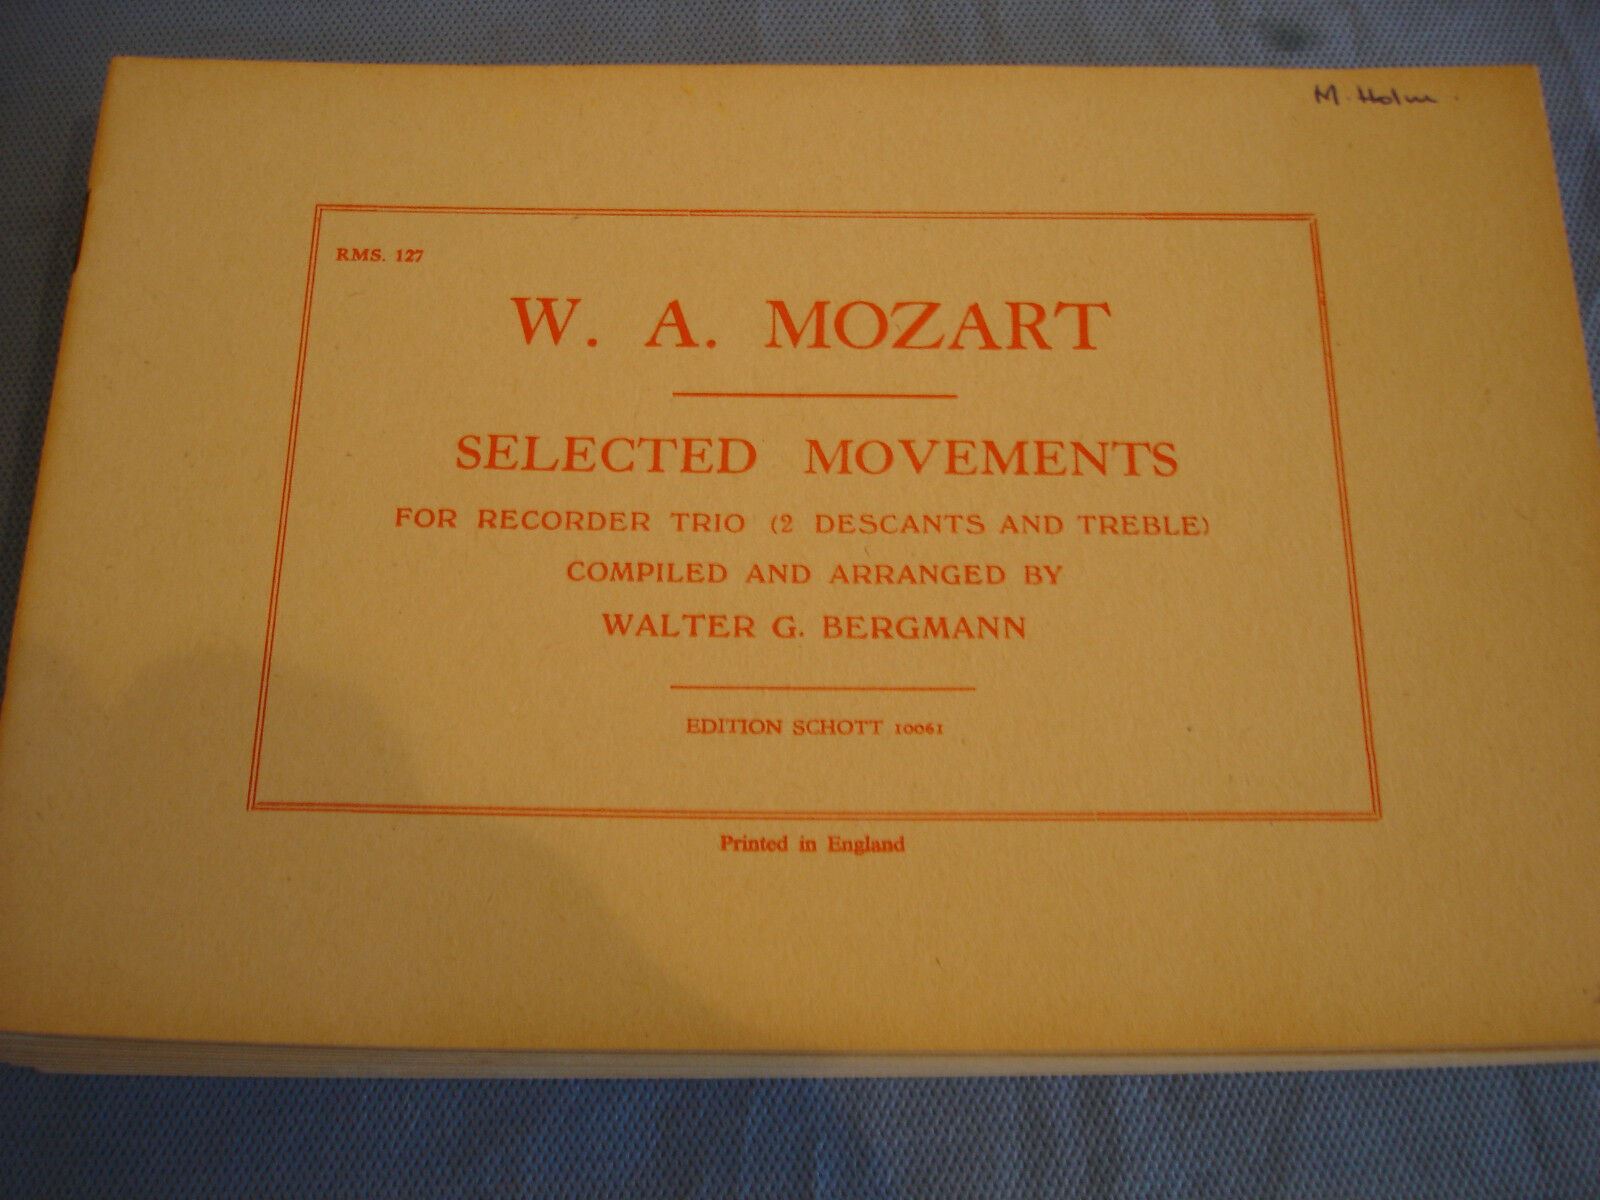 M. Holm
RMS. 127
W. A. MOZART
SELECTED MOVEMENTS
FOR RECORDER TRIO (2 DESCANTS AND TREBLE)
COMPILED AND ARRANGED BY
WALTER G. BERGMANN
EDITION SCHOTT 10061
Printed in England